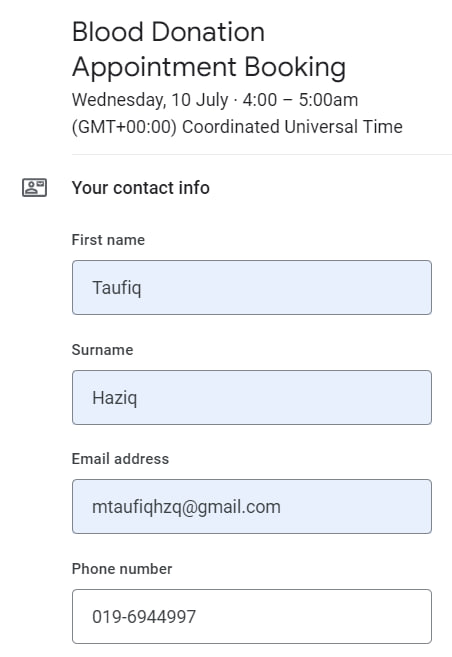 Blood Donation
Appointment Booking
Wednesday, 10 July · 4:00 – 5:00am
(GMT+00:00) Coordinated Universal Time
Your contact info
First name
Taufiq
Surname
Haziq
Email address
mtaufiqhzq@gmail.com
Phone number
019-6944997